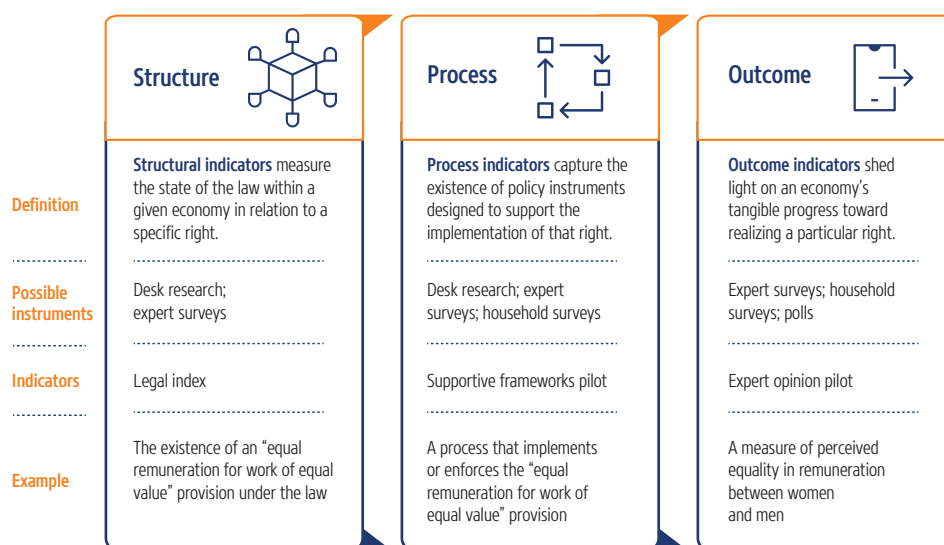 Structure
Process
Outcome
Definition
Structural indicators measure
the state of the law within a
given economy in relation to a
specific right.
Process indicators capture the
existence of policy instruments
designed to support the
implementation of that right.
Outcome indicators shed
light on an economy's
tangible progress toward
realizing a particular right.
Possible
instruments
Desk research;
expert surveys
Desk research; expert
surveys; household surveys
Expert surveys; household
surveys; polls
Indicators
Legal index
Supportive frameworks pilot
Expert opinion pilot
Example
The existence of an “equal
remuneration for work of equal
value” provision under the law
A process that implements
or enforces the “equal
remuneration for work of
equal value” provision
A measure of perceived
equality in remuneration
between women
and men